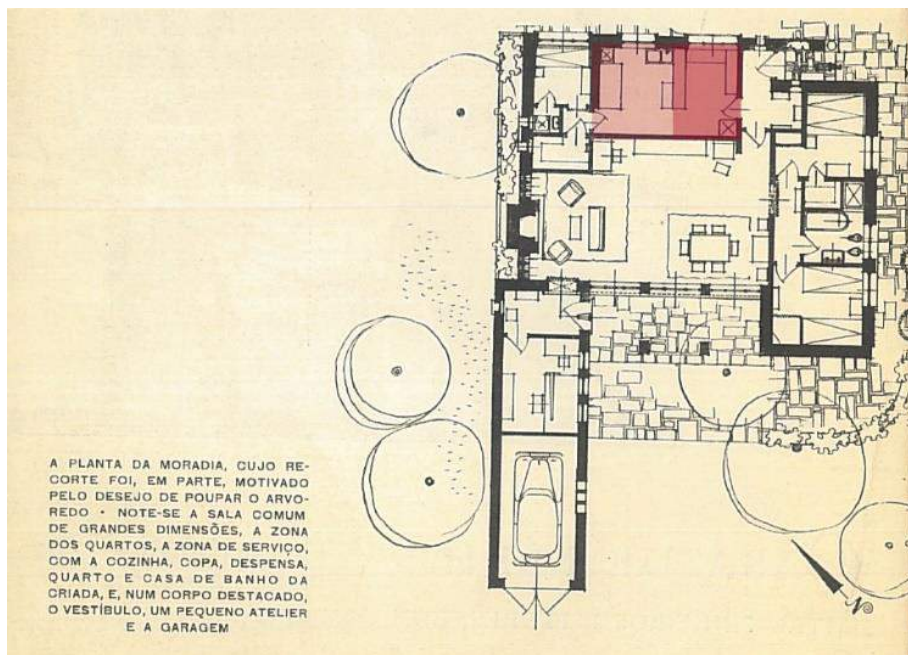 A PLANTA DA MORADIA, CUJO RE-
CORTE FOI, EM PARTE, MOTIVADO
PELO DESEJO DE POUPAR O ARVO-
REDO · NOTE-SE A SALA COMUM
DE GRANDES DIMENSÕES, A ZONA
DOS QUARTOS, A ZONA DE SERVIÇO,
COM A COZINHA, COPA, DESPENSA,
QUARTO E CASA DE BANHO DA
CRIADA, E, NUM CORPO DESTACADO,
O VESTÍBULO, UM PEQUENO ATELIER
E A GARAGEM